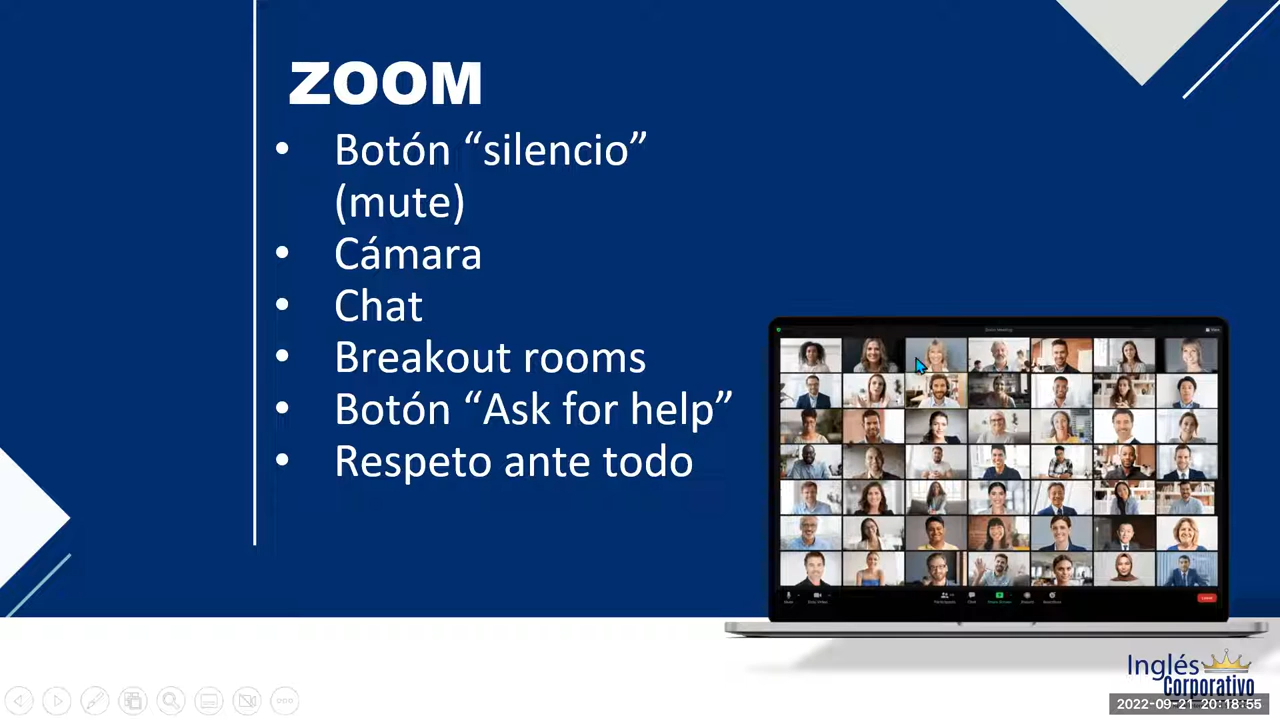 ZOOM
• Botón “silencio”
(mute)
• Cámara
• Chat
• Breakout rooms
• Botón “Ask for help”
• Respeto ante todo
Inglés
Corporativo
2022-09-21 20:18:55